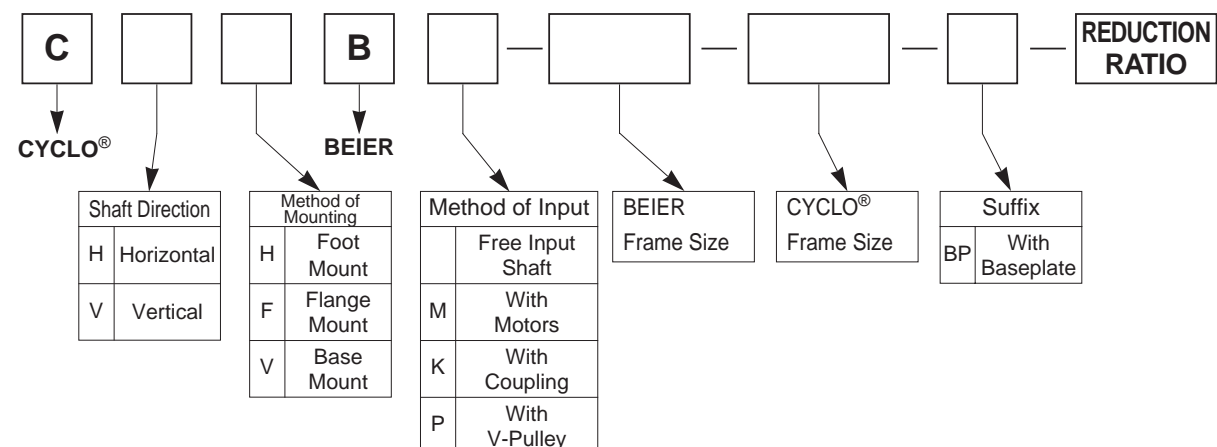 C B REDUCTION
RATIO
CYCLO® BEIER
Shaft Direction
H Horizontal
V Vertical
Method of
Mounting
H Foot
Mount
F Flange
Mount
V Base
Mount
Method of Input
Free Input
Shaft
M With
Motors
K With
Coupling
P With
V-Pulley
BEIER
Frame Size
CYCLO®
Frame Size
Suffix
BP With
Baseplate